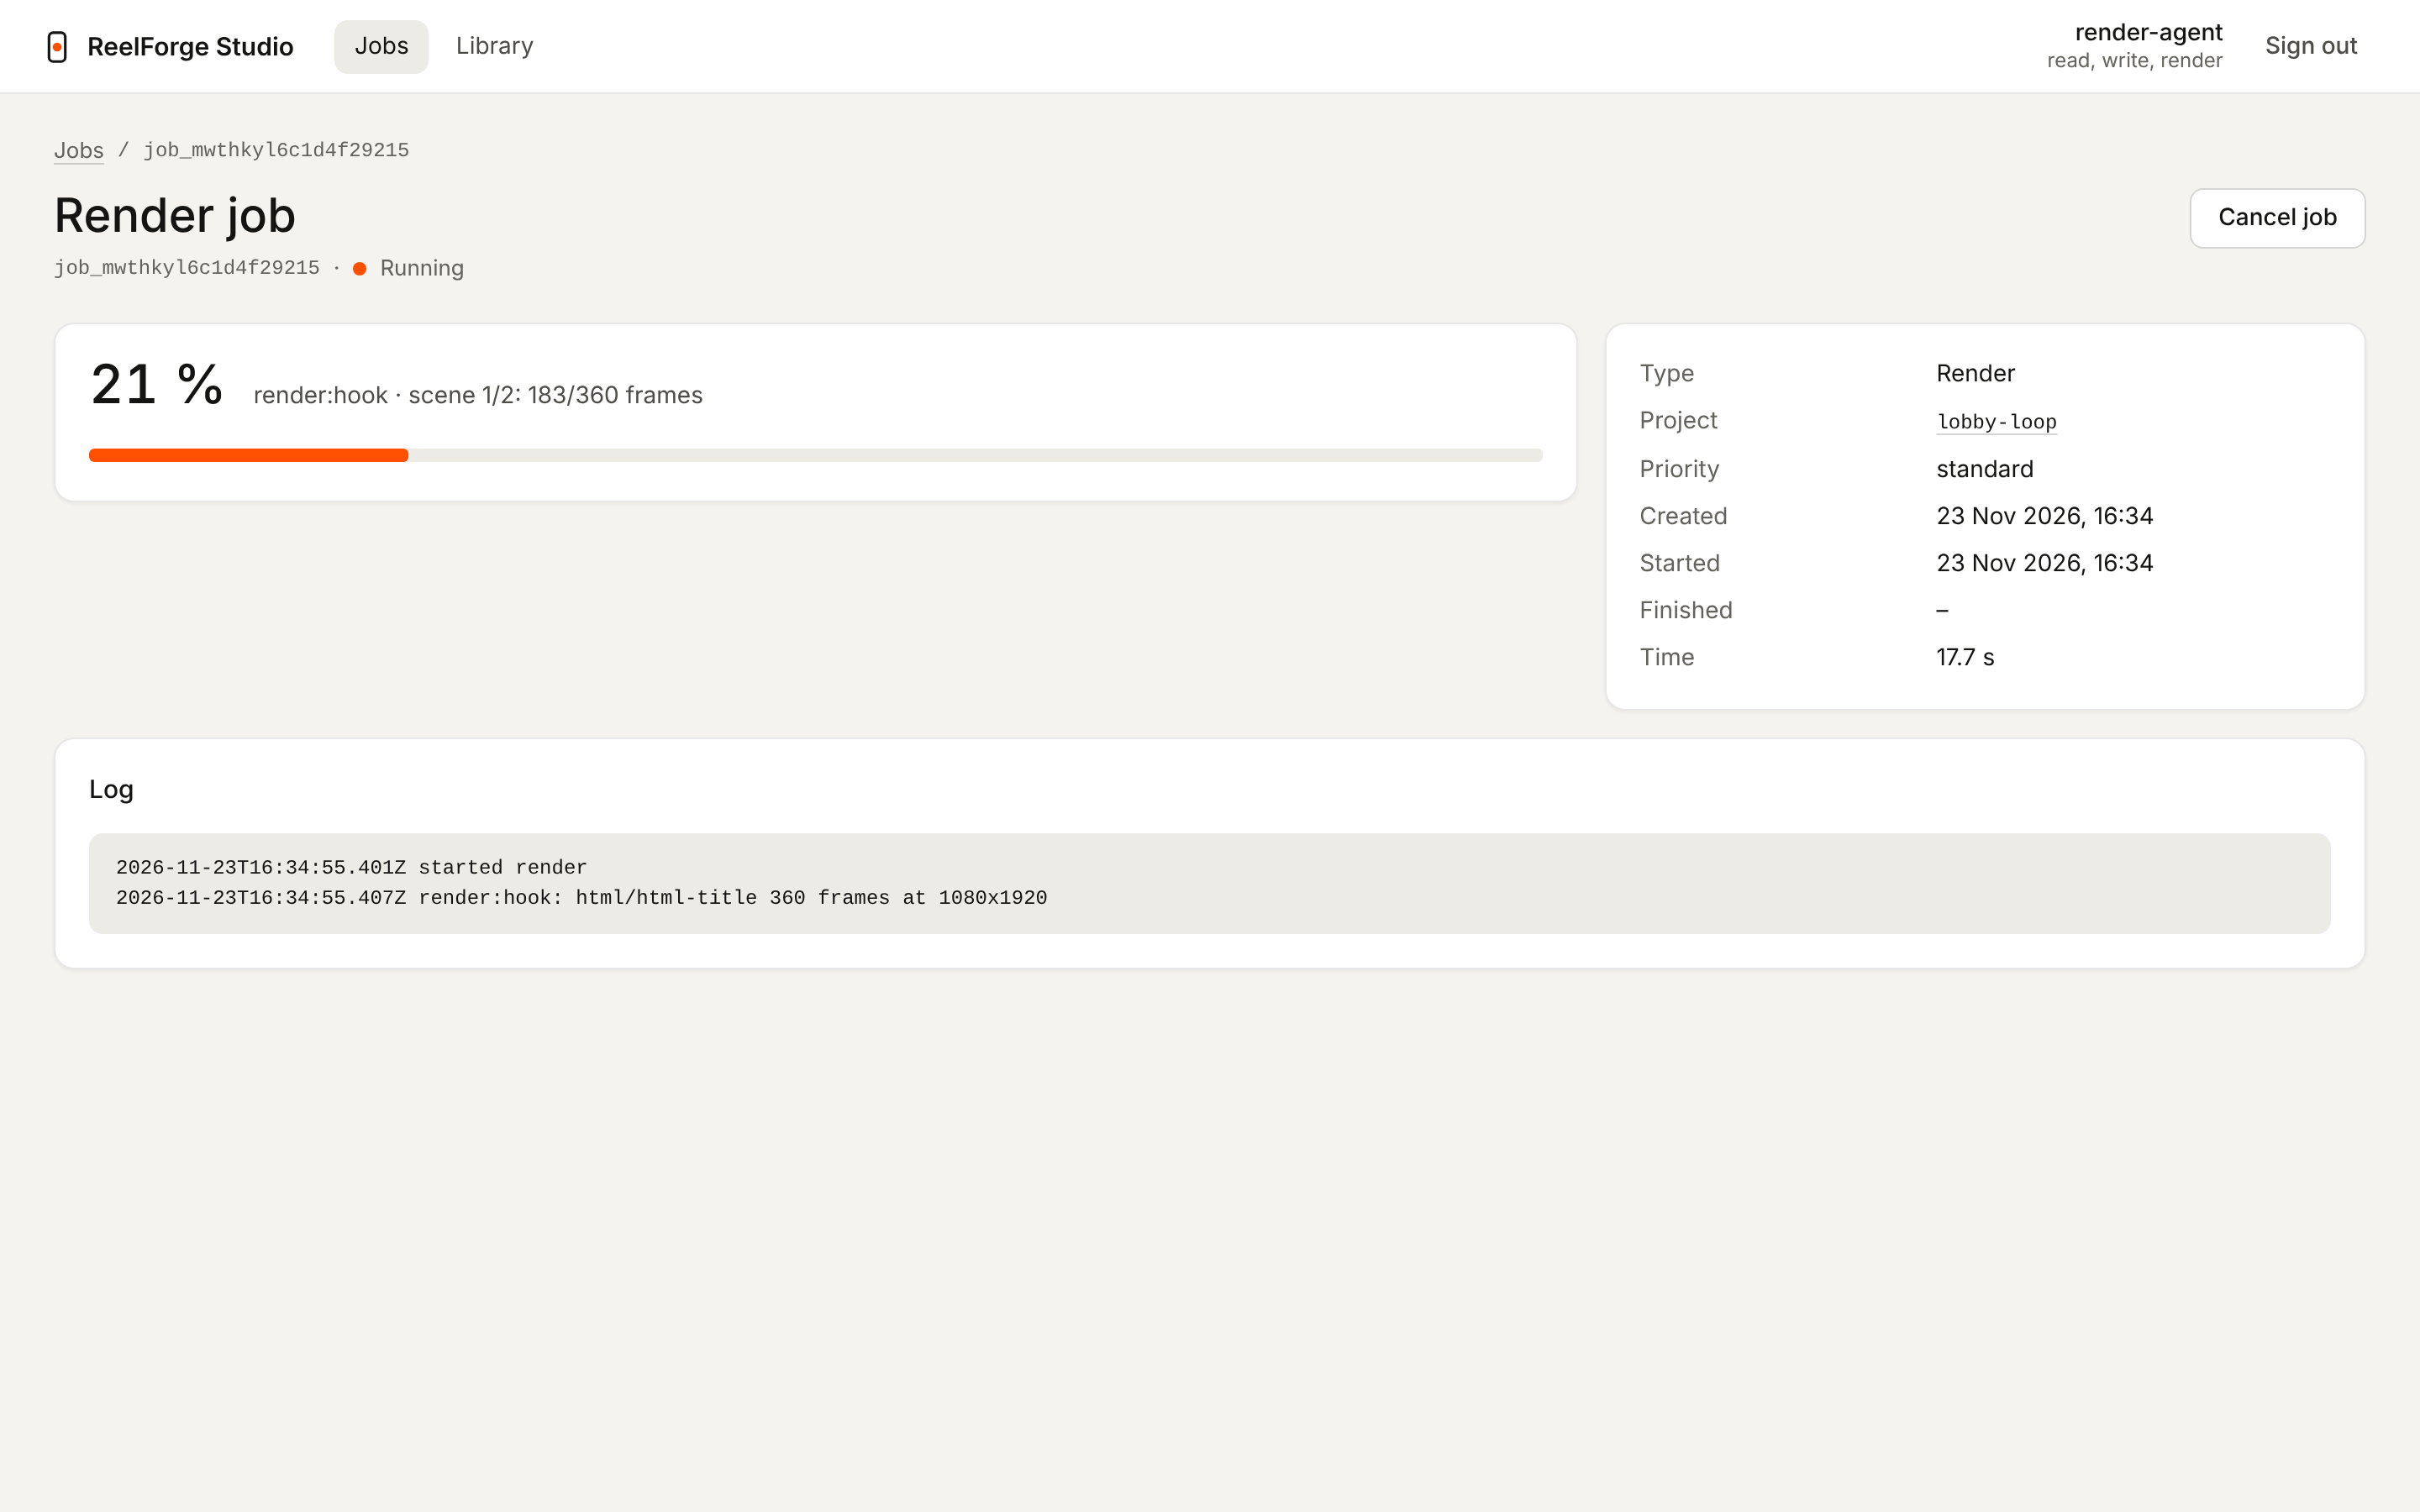 ReelForge Studio
Jobs
Library
render-agent
read, write, render
Sign out
Jobs / job_mwthkyl6c1d4f29215
Render job
Cancel job
job_mwthkyl6c1d4f29215 · Running
21 % render:hook · scene 1/2: 183/360 frames
Type Render
Project lobby-loop
Priority standard
Created 23 Nov 2026, 16:34
Started 23 Nov 2026, 16:34
Finished –
Time 17.7 s
Log
2026-11-23T16:34:55.401Z started render
2026-11-23T16:34:55.407Z render:hook: html/html-title 360 frames at 1080x1920